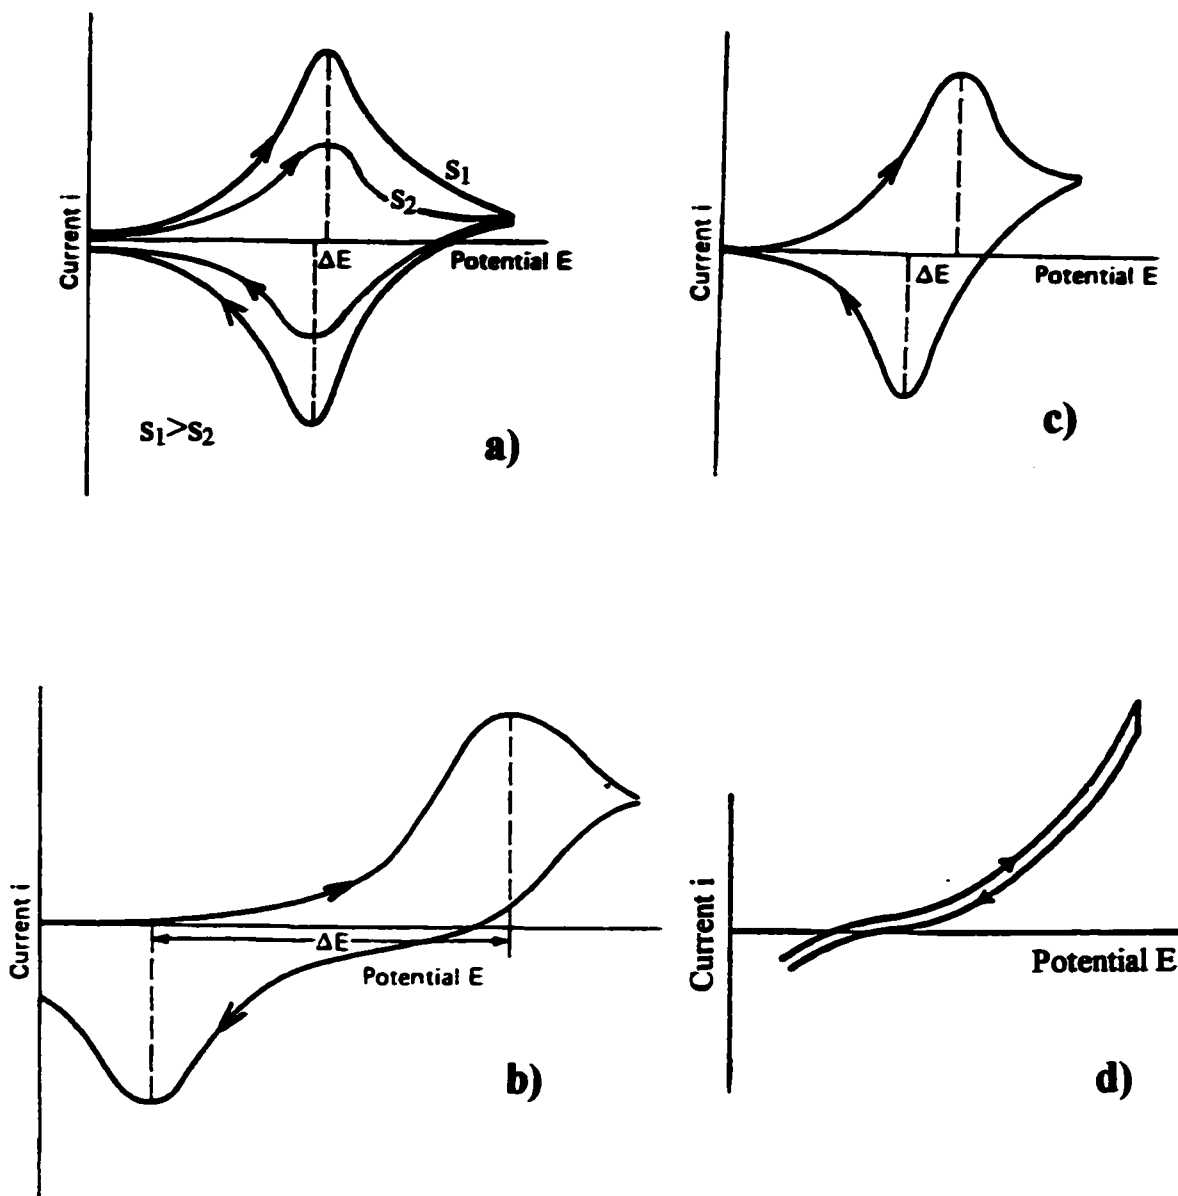 Current i
S₁
S₂
ΔE
Potential E
s₁>s₂
a)
Current i
ΔE
Potential E
c)
Current i
ΔE
Potential E
b)
Current i
Potential E
d)